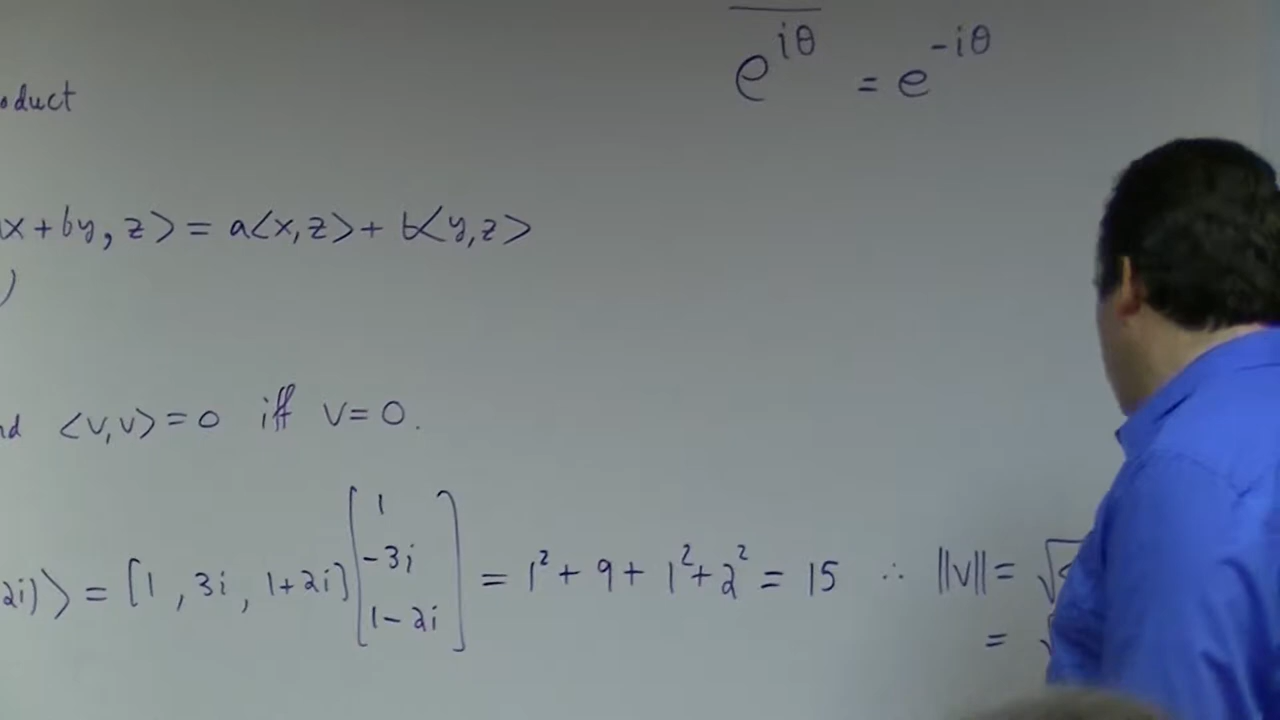 \overline{e^{iθ}} = e^{-iθ}
oduct
x + by, z> = a<x,z> + b<y,z>
)
nd <v,v> = 0 iff v = 0.
2i)> = [1, 3i, 1+2i] [1 -3i 1-2i] = 1² + 9 + 1² + 2² = 15 ∴ ||v|| = √
= √